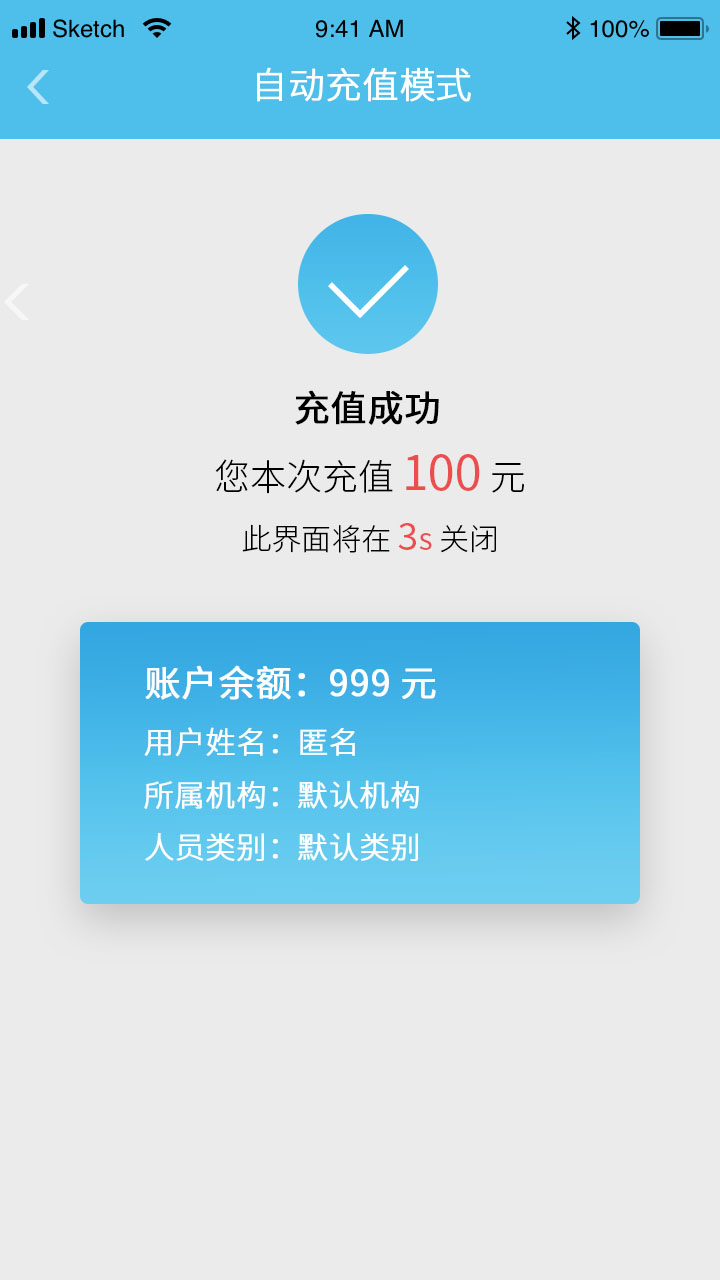 Sketch 9:41 AM 100%
自动充值模式
充值成功
您本次充值 100 元
此界面将在 3s 关闭
账户余额：999 元
用户姓名：匿名
所属机构：默认机构
人员类别：默认类别